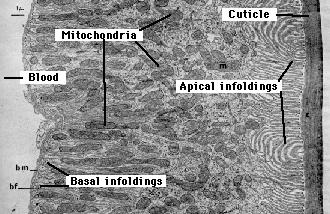 Cuticle
Mitochondria
m
Blood
Apical infoldings
bm
bf
Basal infoldings